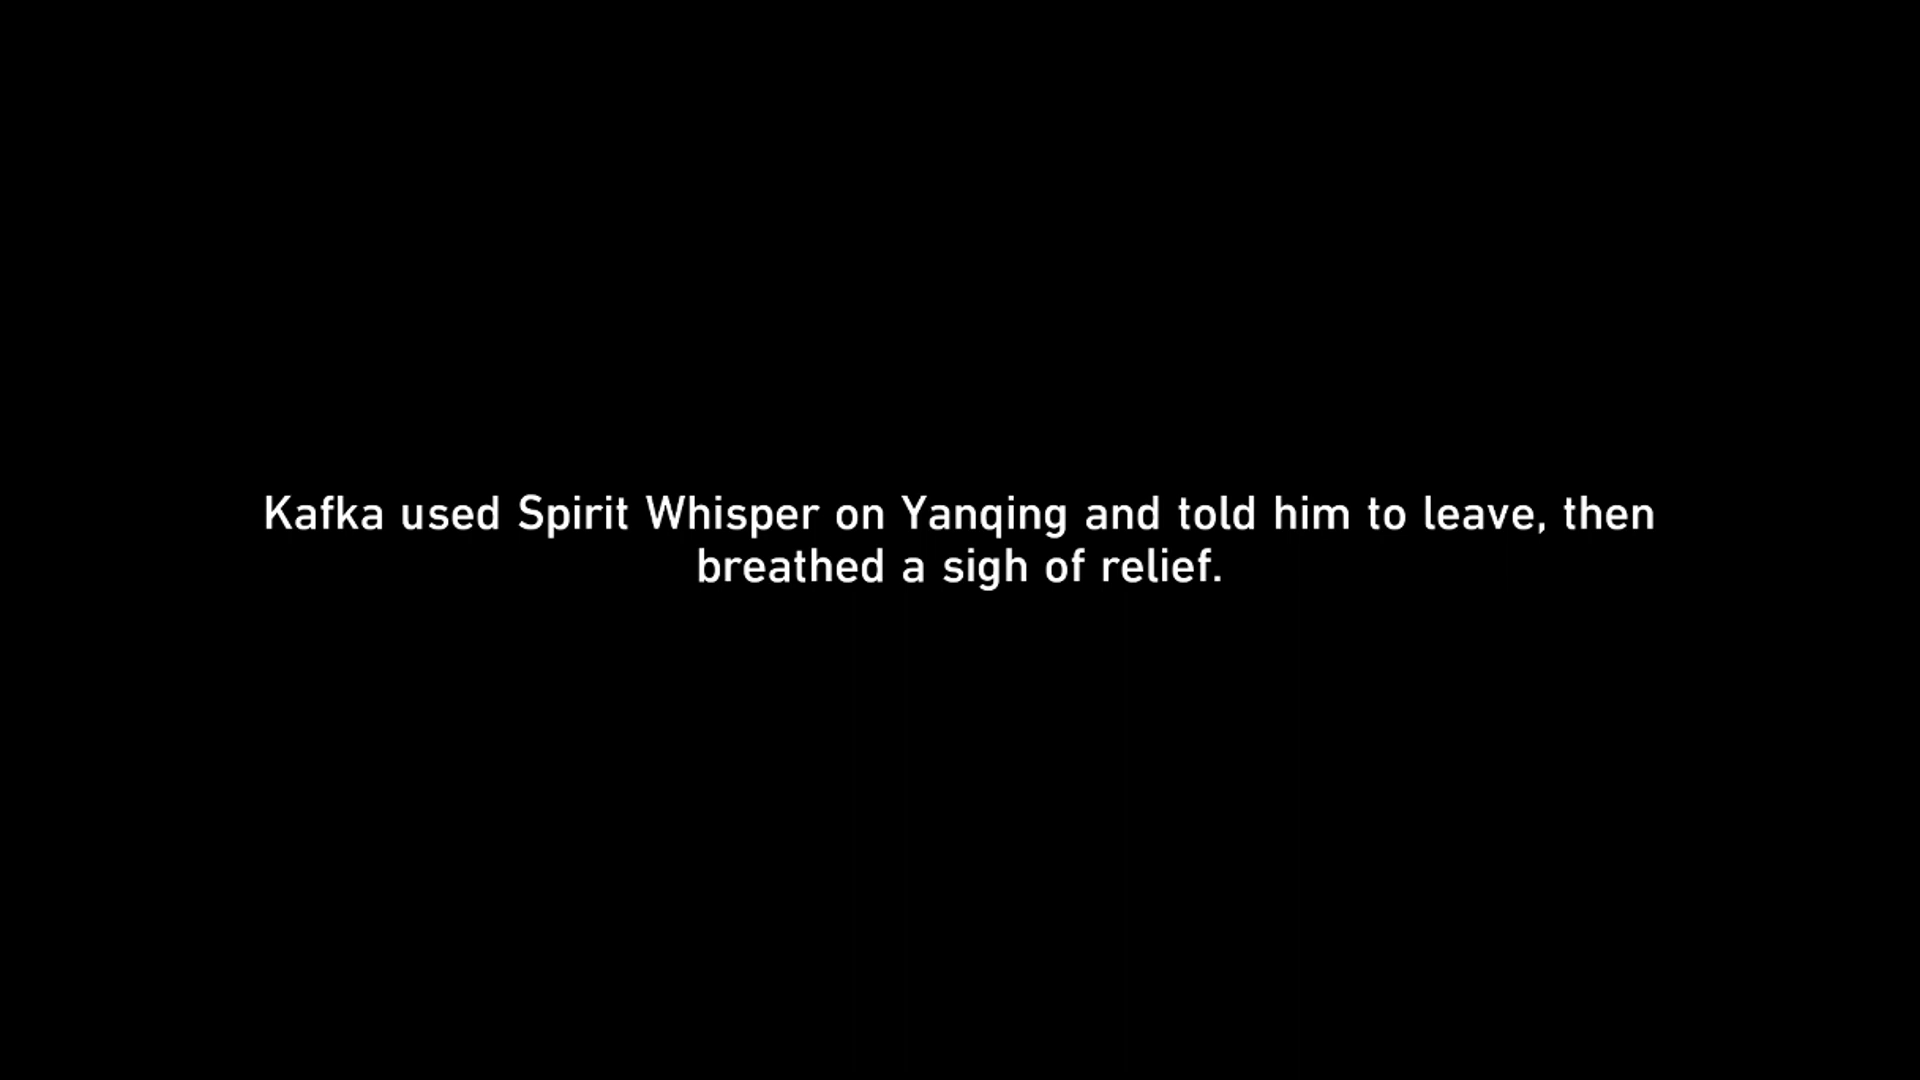 Kafka used Spirit Whisper on Yanqing and told him to leave, then
breathed a sigh of relief.